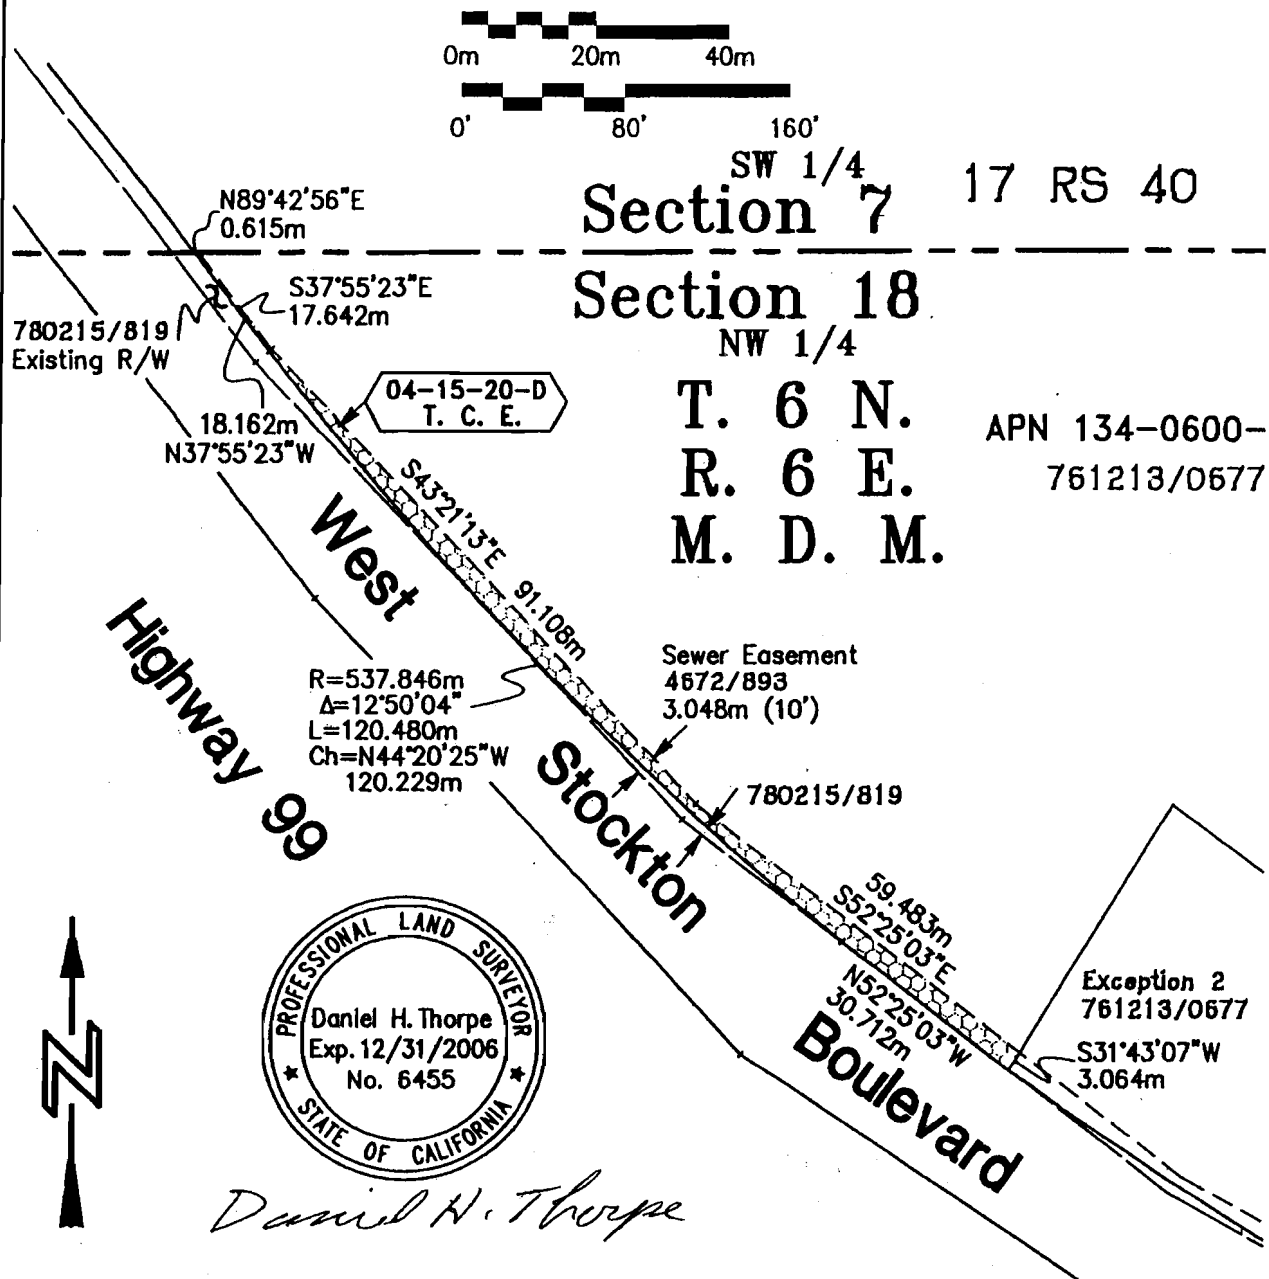 0m 20m 40m
0' 80' 160'
SW 1/4
Section 7
17 RS 40
N89°42'56"E
0.615m
Section 18
NW 1/4
S37°55'23"E
17.642m
780215/819
Existing R/W
04-15-20-D
T. C. E.
18.162m
N37°55'23"W
T. 6 N.
R. 6 E.
M. D. M.
APN 134-0600-
761213/0677
S43°21'13"E 91.108m
West
Stockton
Boulevard
Highway 99
R=537.846m
Δ=12°50'04"
L=120.480m
Ch=N44°20'25"W
120.229m
Sewer Easement
4672/893
3.048m (10')
780215/819
59.483m
S52°25'03"E
N52°25'03"W
30.712m
Exception 2
761213/0677
S31°43'07"W
3.064m
PROFESSIONAL LAND SURVEYOR
Daniel H. Thorpe
Exp. 12/31/2006
No. 6455
STATE OF CALIFORNIA
Daniel H. Thorpe